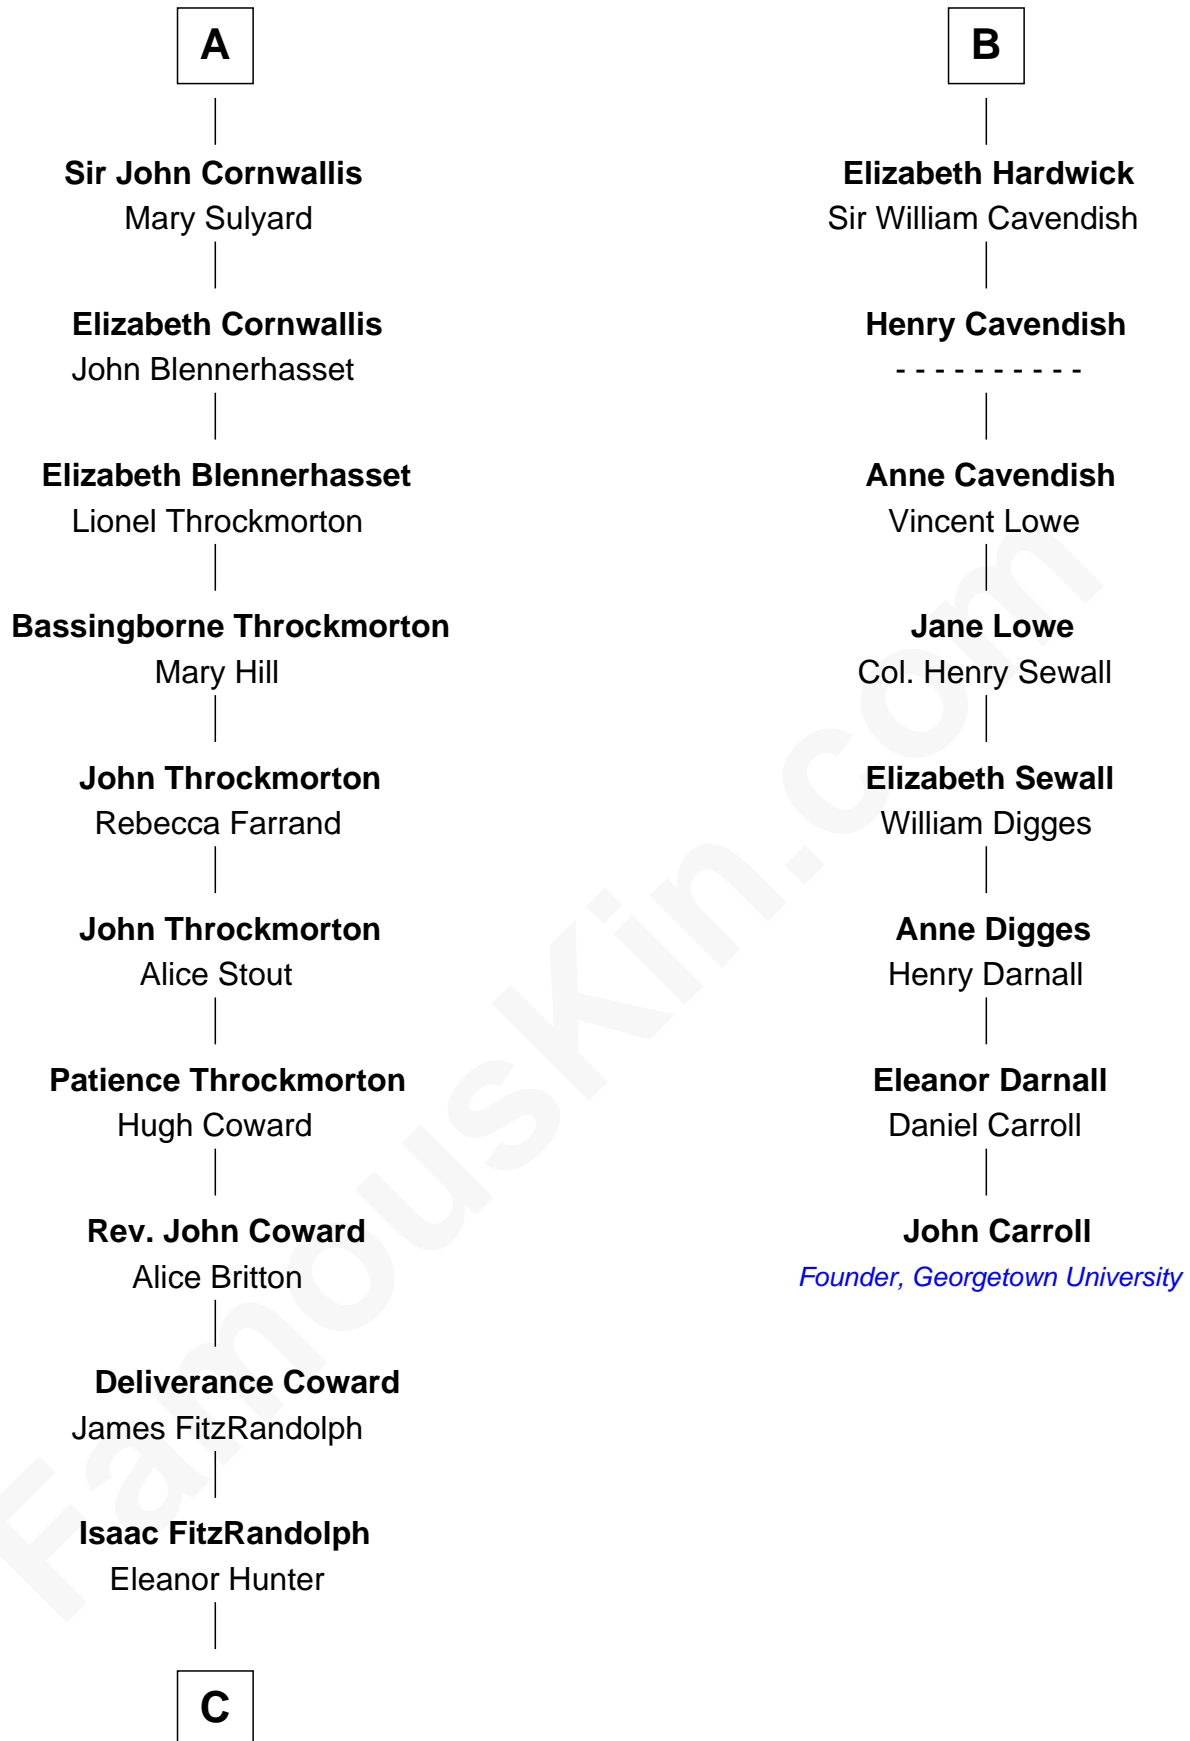 A
Sir John Cornwallis
Mary Sulyard
Elizabeth Cornwallis
John Blennerhasset
Elizabeth Blennerhasset
Lionel Throckmorton
Bassingborne Throckmorton
Mary Hill
John Throckmorton
Rebecca Farrand
John Throckmorton
Alice Stout
Patience Throckmorton
Hugh Coward
Rev. John Coward
Alice Britton
Deliverance Coward
James FitzRandolph
Isaac FitzRandolph
Eleanor Hunter
C
B
Elizabeth Hardwick
Sir William Cavendish
Henry Cavendish
- - - - - - - - - -
Anne Cavendish
Vincent Lowe
Jane Lowe
Col. Henry Sewall
Elizabeth Sewall
William Digges
Anne Digges
Henry Darnall
Eleanor Darnall
Daniel Carroll
John Carroll
Founder, Georgetown University
FamousKin.com